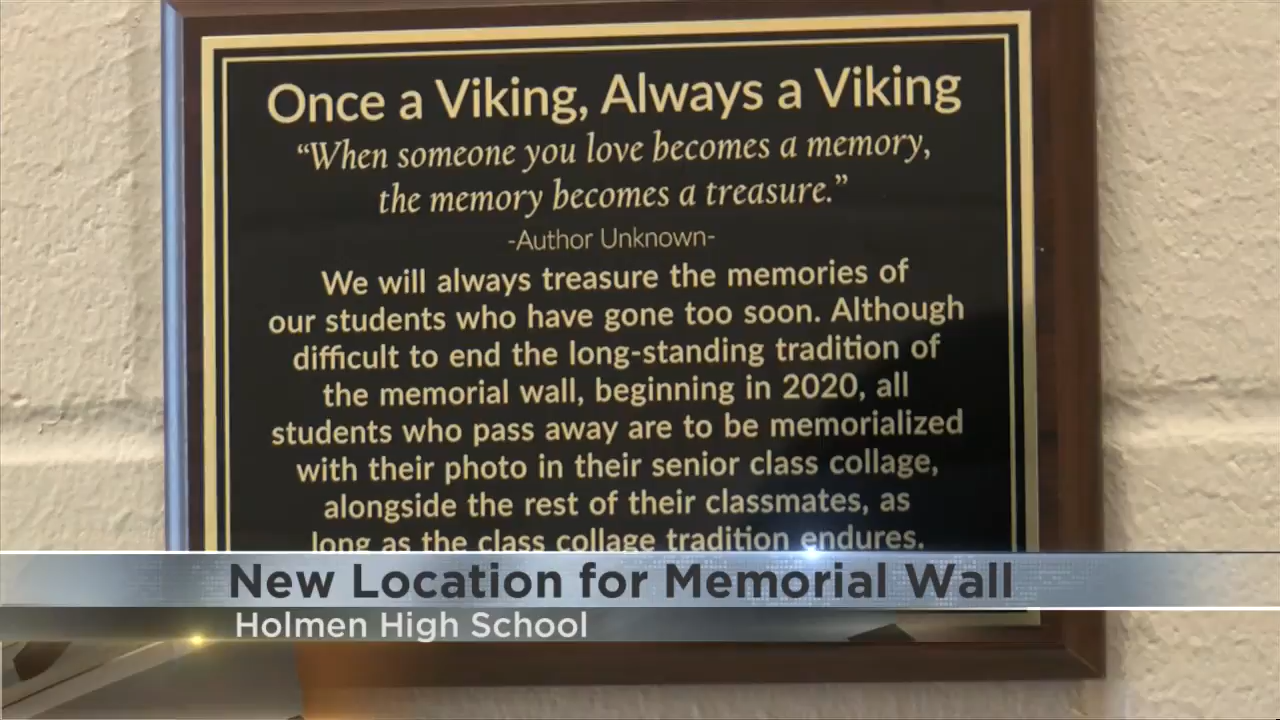 Once a Viking, Always a Viking
“When someone you love becomes a memory,
the memory becomes a treasure.”
-Author Unknown-
We will always treasure the memories of
our students who have gone too soon. Although
difficult to end the long-standing tradition of
the memorial wall, beginning in 2020, all
students who pass away are to be memorialized
with their photo in their senior class collage,
alongside the rest of their classmates, as
long as the class collage tradition endures.
New Location for Memorial Wall
Holmen High School